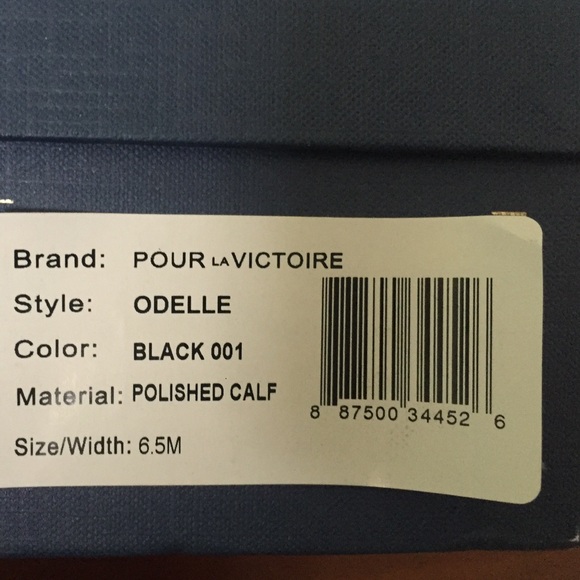 Brand: POUR LA VICTOIRE
Style: ODELLE
Color: BLACK 001
Material: POLISHED CALF
Size/Width: 6.5M
8 87500 34452 6